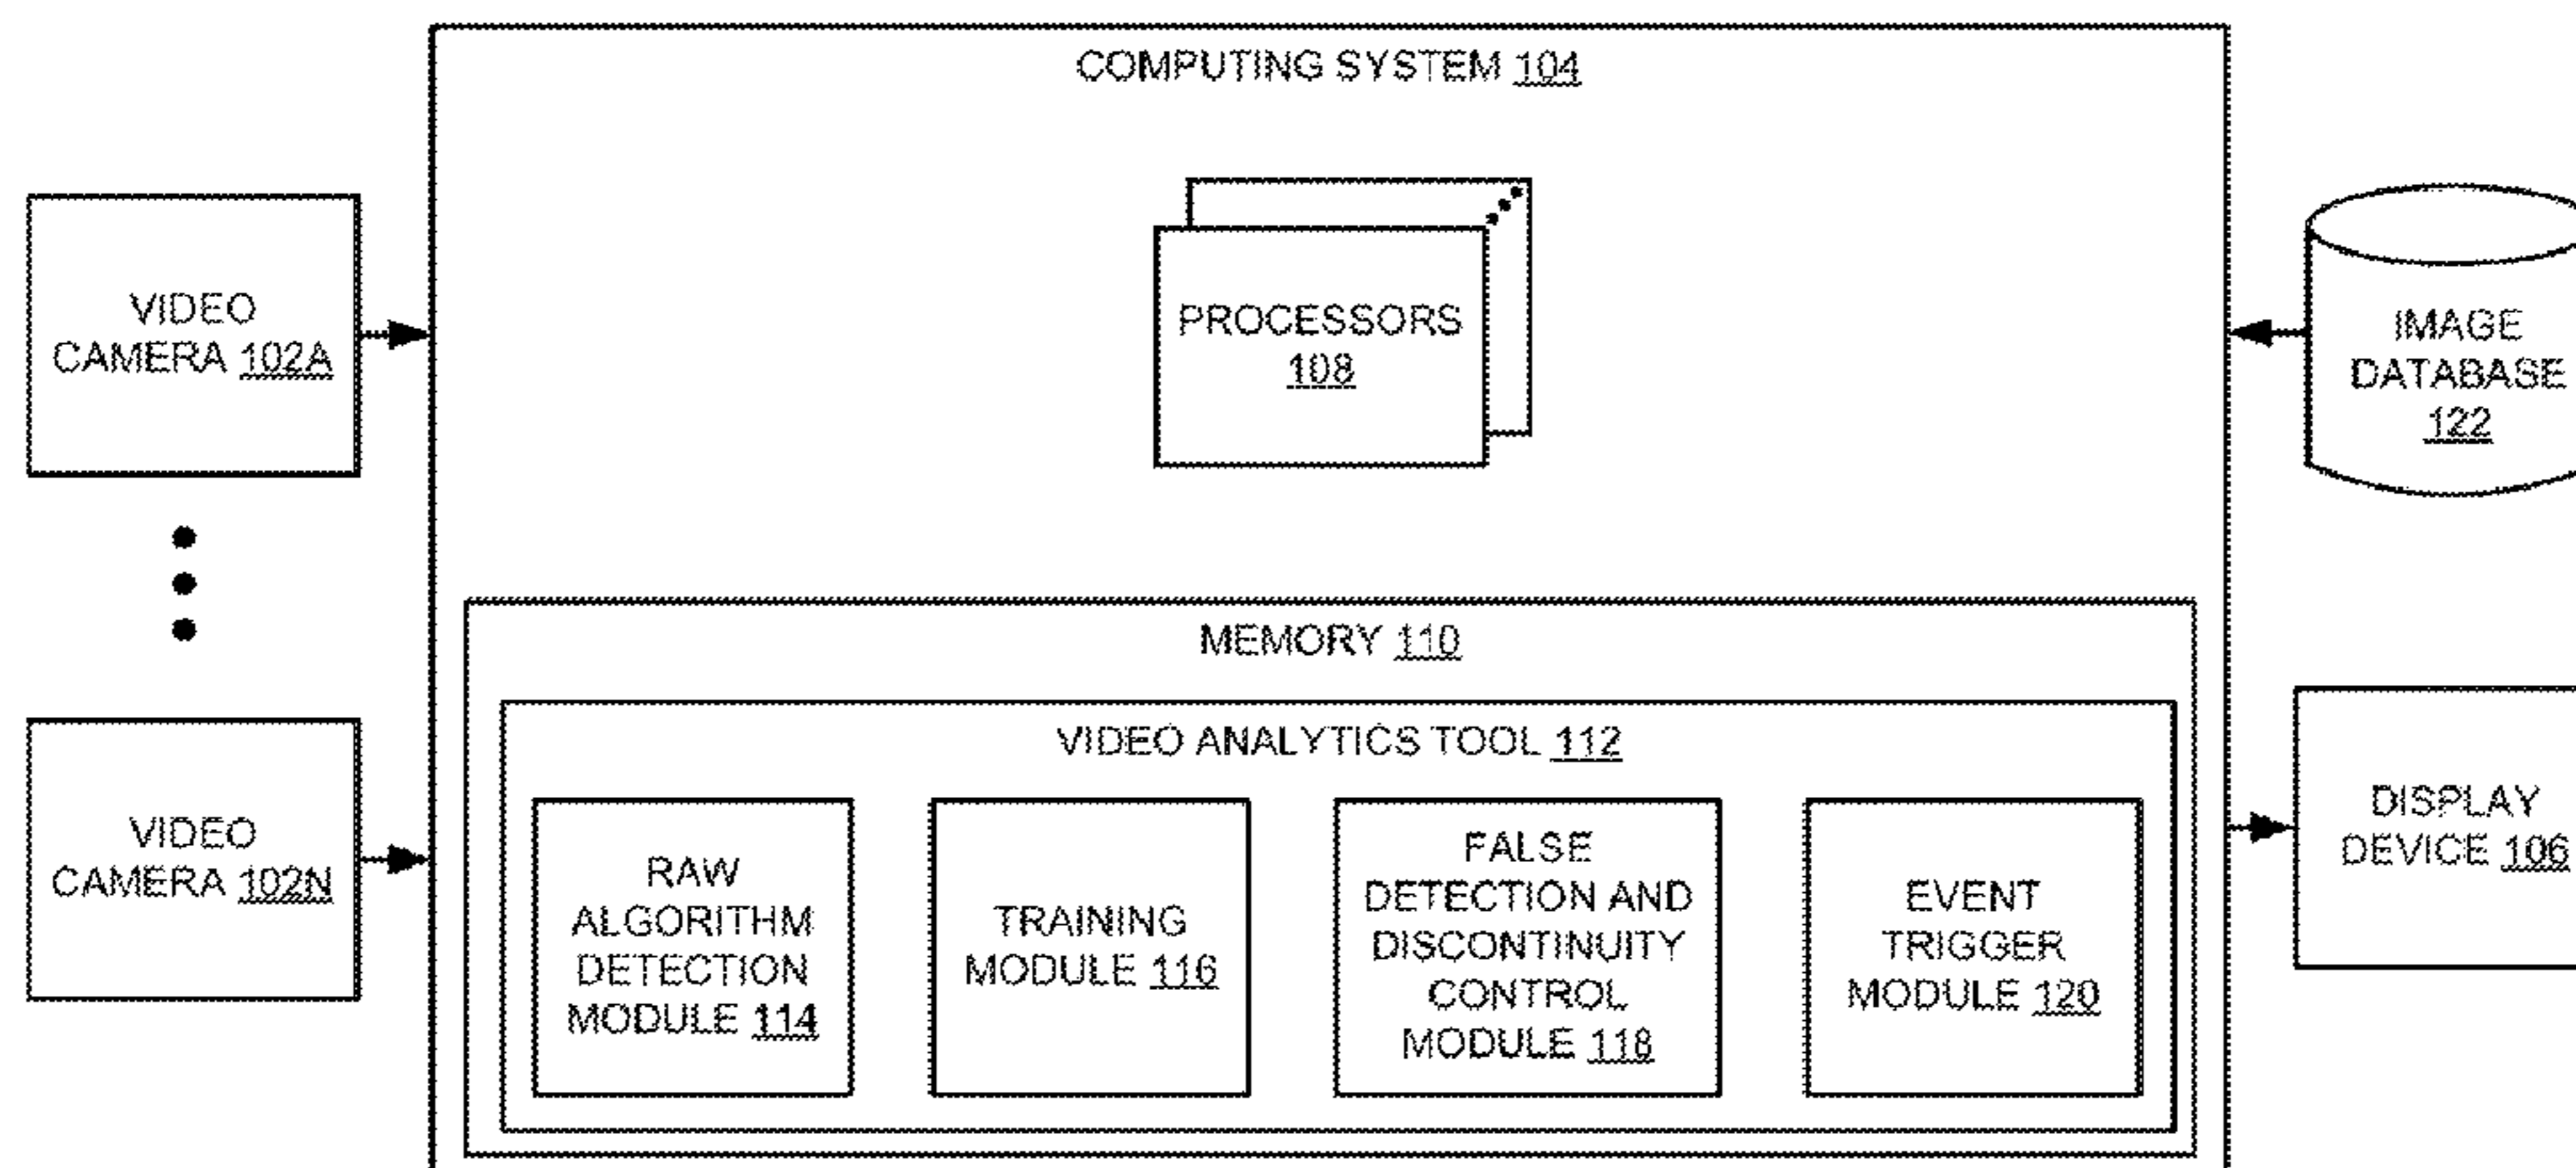 COMPUTING SYSTEM 104
VIDEO
CAMERA 102A
PROCESSORS
108
IMAGE
DATABASE
122
MEMORY 110
VIDEO ANALYTICS TOOL 112
VIDEO
CAMERA 102N
RAW
ALGORITHM
DETECTION
MODULE 114
TRAINING
MODULE 116
FALSE
DETECTION AND
DISCONTINUITY
CONTROL
MODULE 118
EVENT
TRIGGER
MODULE 120
DISPLAY
DEVICE 106